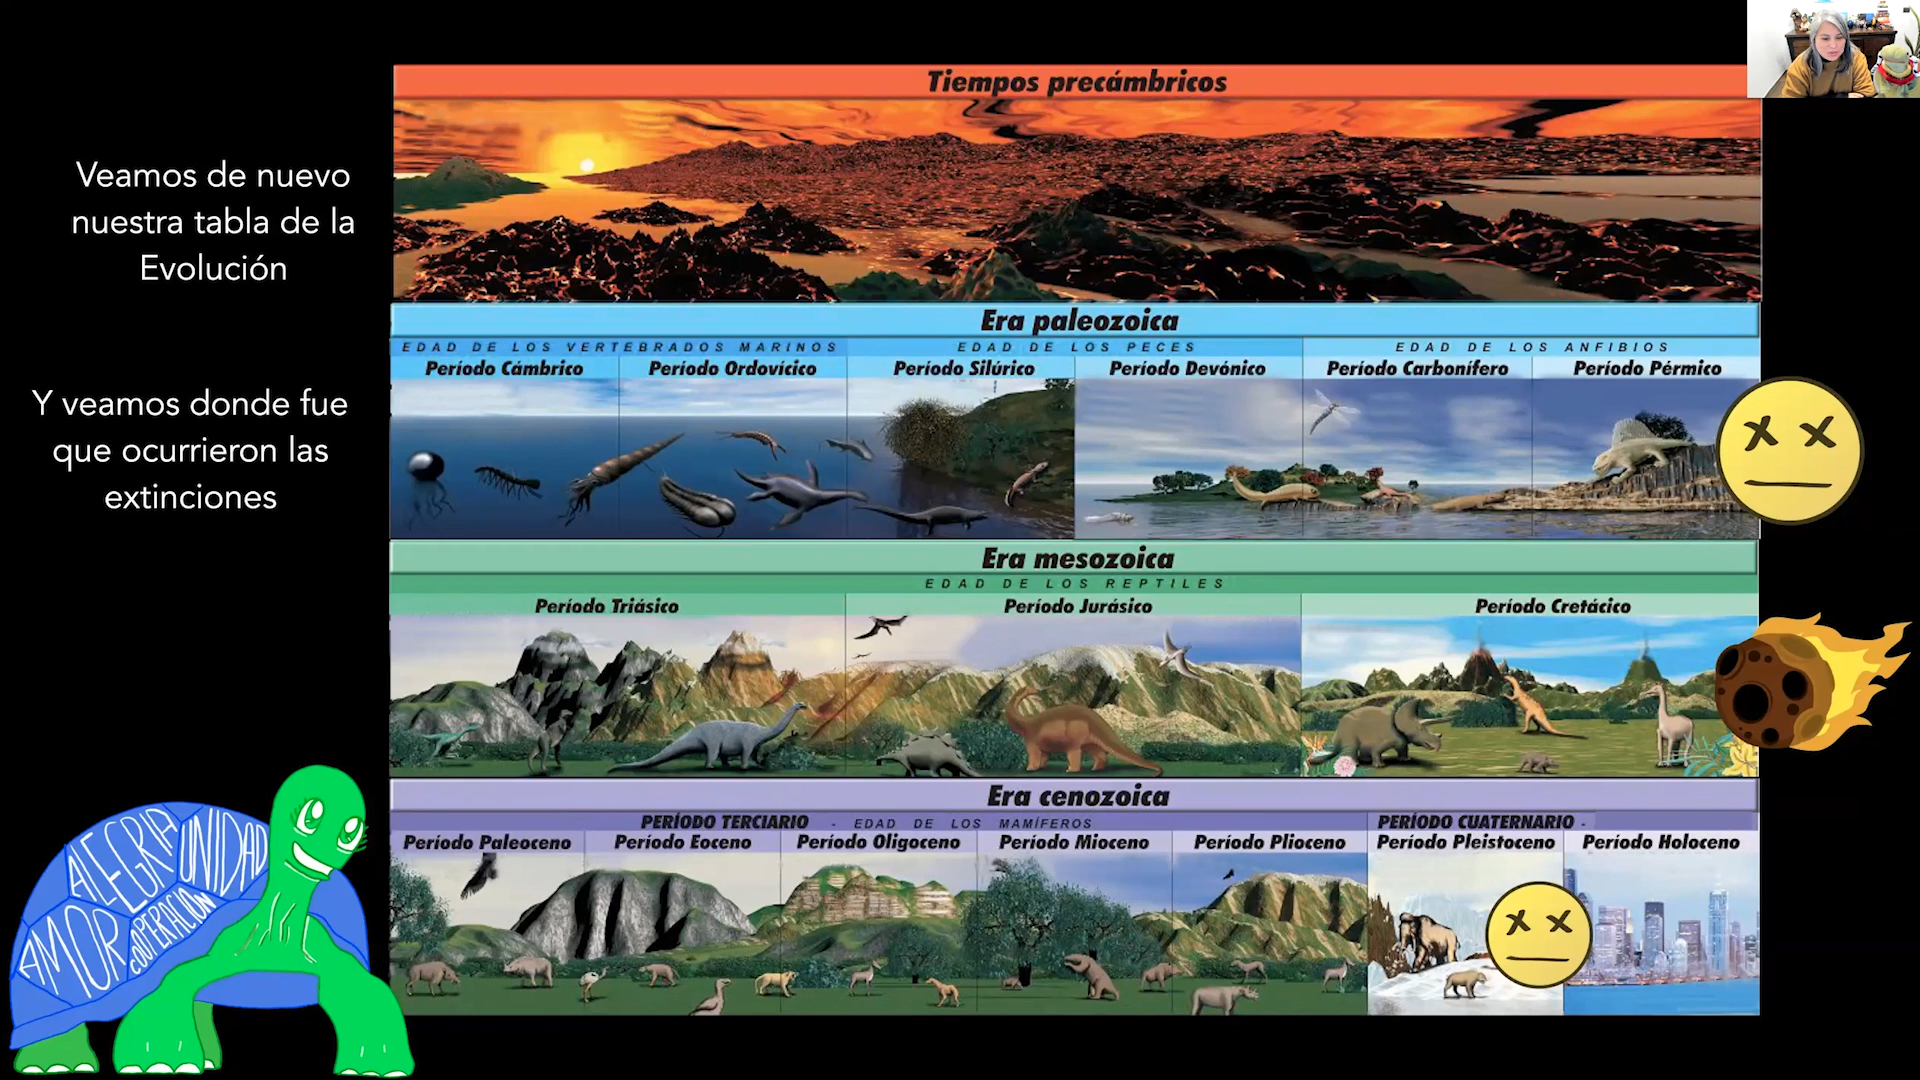 Veamos de nuevo
nuestra tabla de la
Evolución
Y veamos donde fue
que ocurrieron las
extinciones
Tiempos precámbricos
Era paleozoica
EDAD DE LOS VERTEBRADOS MARINOS
EDAD DE LOS PECES
EDAD DE LOS ANFIBIOS
Período Cámbrico
Período Ordovícico
Período Silúrico
Período Devónico
Período Carbonífero
Período Pérmico
Era mesozoica
EDAD DE LOS REPTILES
Período Triásico
Período Jurásico
Período Cretácico
Era cenozoica
PERÍODO TERCIARIO - EDAD DE LOS MAMÍFEROS
PERÍODO CUATERNARIO -
Período Paleoceno
Período Eoceno
Período Oligoceno
Período Mioceno
Período Plioceno
Período Pleistoceno
Período Holoceno
ALEGRIA
UNIDAD
AMOR
COOPERACIÓN